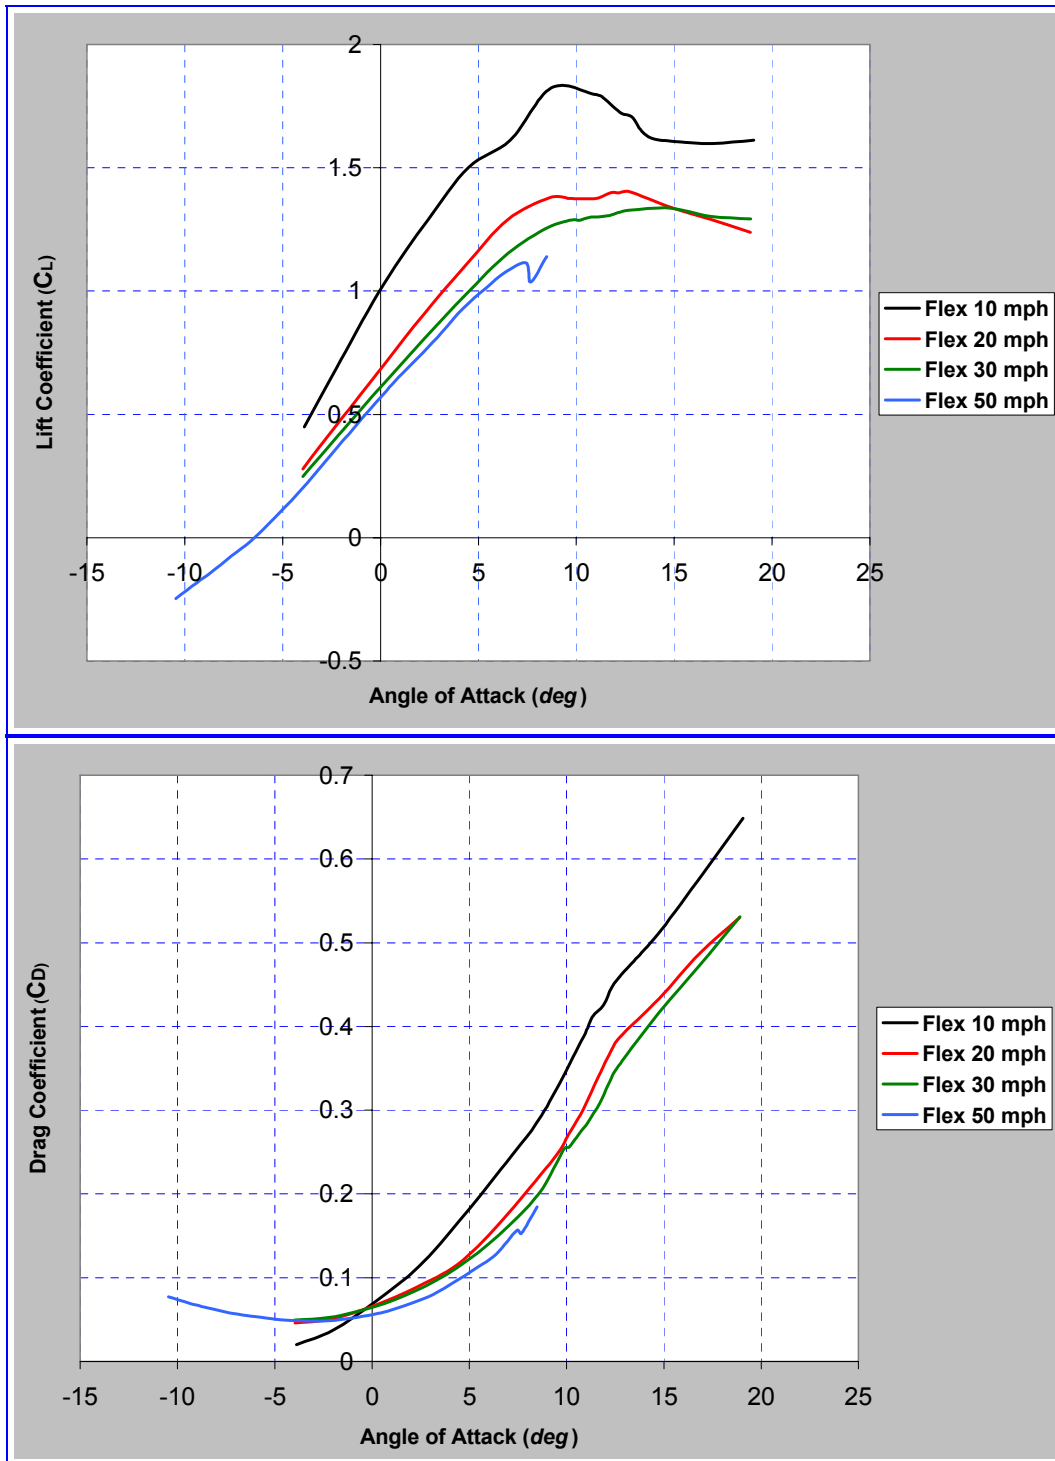 2
1.5
1
0.5
0
-0.5
-15 -10 -5 0 5 10 15 20 25
Lift Coefficient (CL)
Angle of Attack (deg)
Flex 10 mph
Flex 20 mph
Flex 30 mph
Flex 50 mph
0.7
0.6
0.5
0.4
0.3
0.2
0.1
0
-15 -10 -5 0 5 10 15 20 25
Drag Coefficient (CD)
Angle of Attack (deg)
Flex 10 mph
Flex 20 mph
Flex 30 mph
Flex 50 mph